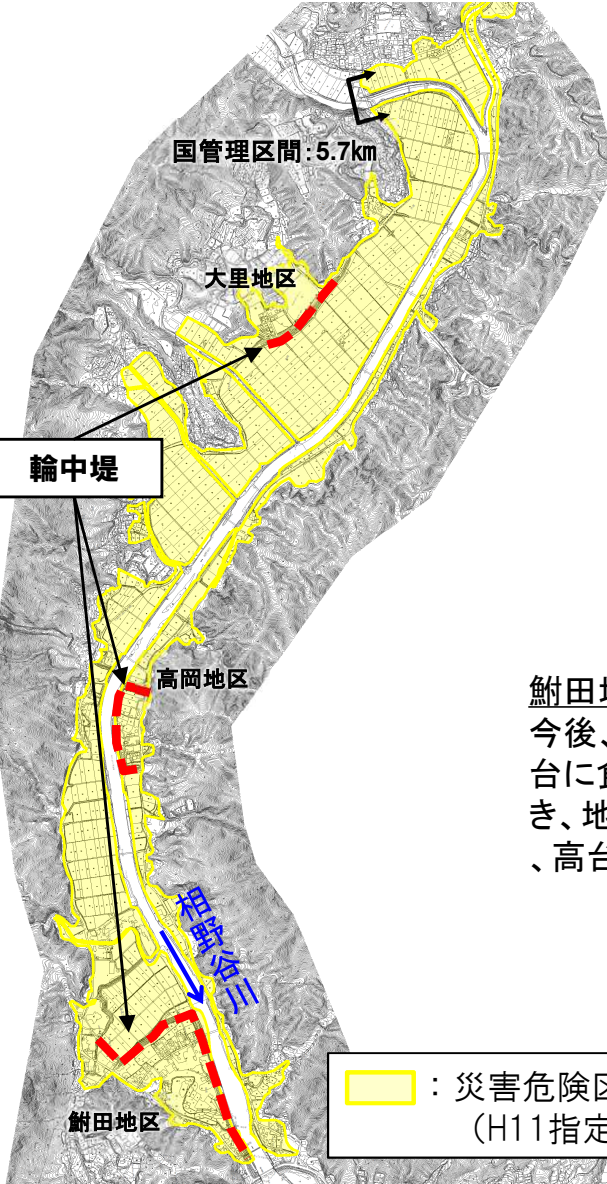 国管理区間:5.7km
大里地区
輪中堤
高岡地区
鮒田地
今後、
台に食
き、地
、高台
相野谷川
鮒田地区
:災害危険区
(H11指定